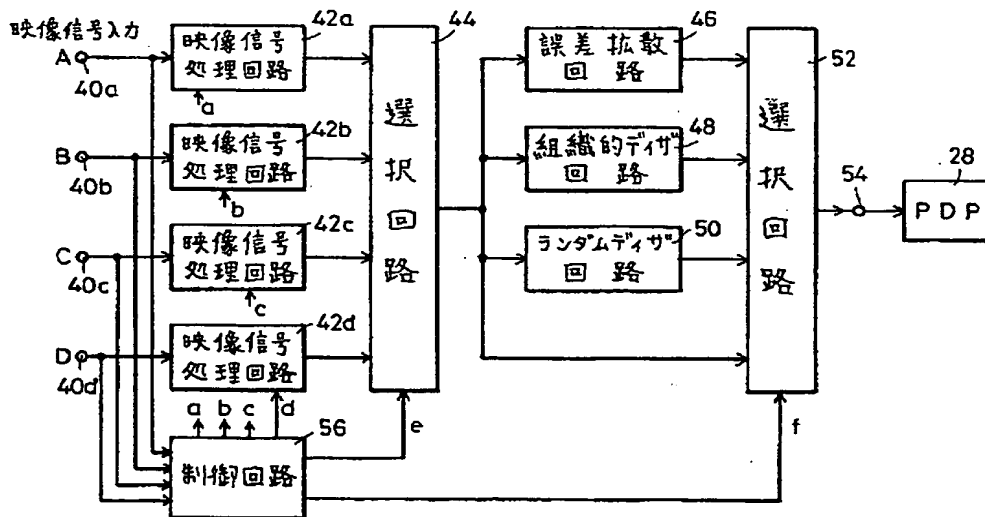 映像信号入力
A
40a
B
40b
C
40c
D
40d
42a
映像信号
処理回路
a
42b
映像信号
処理回路
b
42c
映像信号
処理回路
c
42d
映像信号
処理回路
a
b
c
d
56
制御回路
44
選択回路
e
46
誤差拡散
回路
48
組織的ディザ
回路
50
ランダムディザ
回路
52
選択回路
f
54
28
PDP